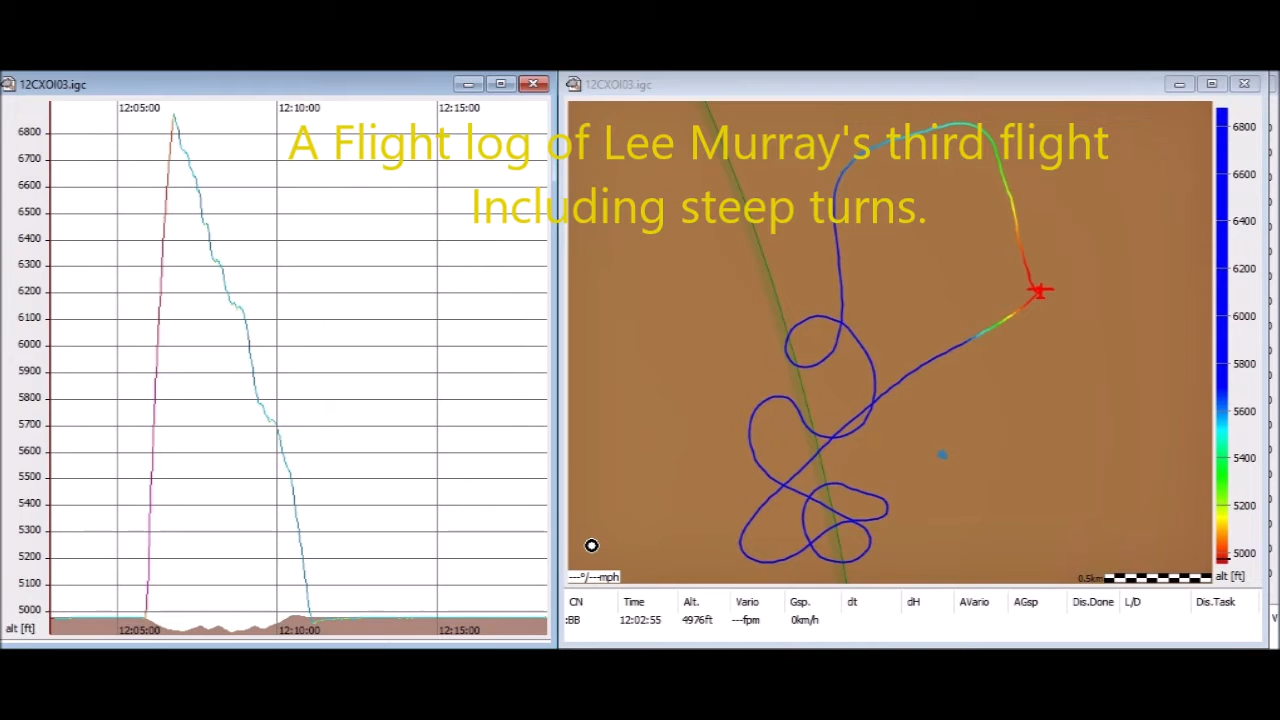 12CXOI03.igc
12:05:00 12:10:00 12:15:00
6800
6700
6600
6500
6400
6300
6200
6100
6000
5900
5800
5700
5600
5500
5400
5300
5200
5100
5000
alt [ft]
12:05:00 12:10:00 12:15:00
12CXOI03.igc
A Flight log of Lee Murray's third flight
Including steep turns.
6800
6600
6400
6200
6000
5800
5600
5400
5200
5000
alt [ft]
---°/---mph
0.5km
CN Time Alt. Vario Gsp. dt dH AVario AGsp Dis.Done L/D Dis.Task
:BB 12:02:55 4976ft ---fpm 0km/h